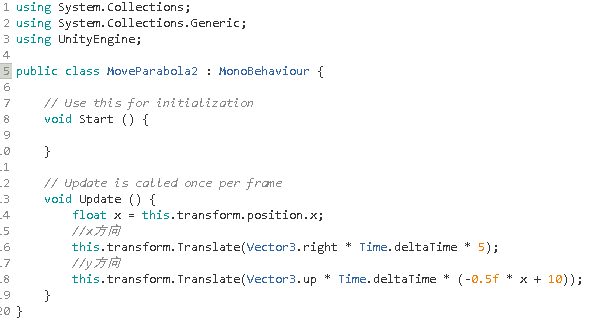 1 using System.Collections;
2 using System.Collections.Generic;
3 using UnityEngine;
4
5 public class MoveParabola2 : MonoBehaviour {
6
7     // Use this for initialization
8     void Start () {
9
10     }
11
12     // Update is called once per frame
13     void Update () {
14         float x = this.transform.position.x;
15         //x方向
16         this.transform.Translate(Vector3.right * Time.deltaTime * 5);
17         //y方向
18         this.transform.Translate(Vector3.up * Time.deltaTime * (-0.5f * x + 10));
19     }
20 }